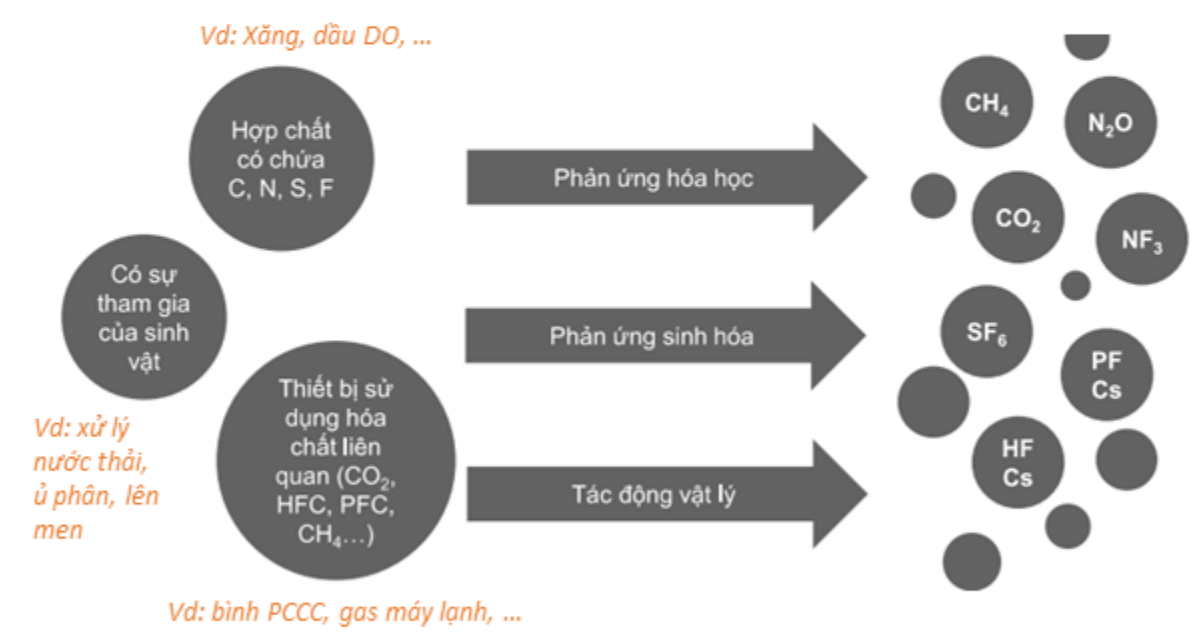 Vd: Xăng, dầu DO, ...
Hợp chất
có chứa
C, N, S, F
Có sự
tham gia
của sinh
vật
Vd: xử lý
nước thải,
ủ phân, lên
men
Thiết bị sử
dụng hóa
chất liên
quan (CO₂,
HFC, PFC,
CH₄…)
Vd: bình PCCC, gas máy lạnh, ...
Phản ứng hóa học
Phản ứng sinh hóa
Tác động vật lý
CH₄
N₂O
CO₂
NF₃
SF₆
PF
Cs
HF
Cs